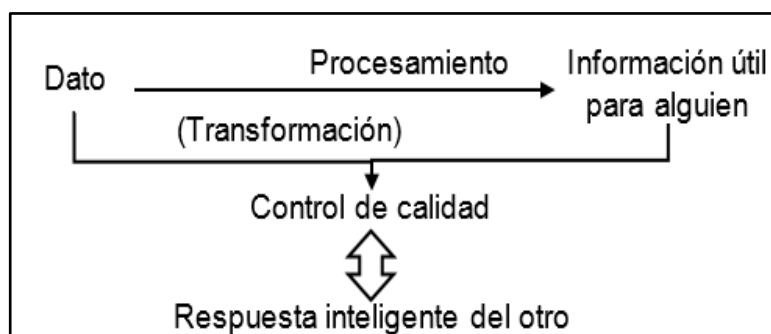 Dato
Procesamiento
(Transformación)
Información útil
para alguien
Control de calidad
Respuesta inteligente del otro